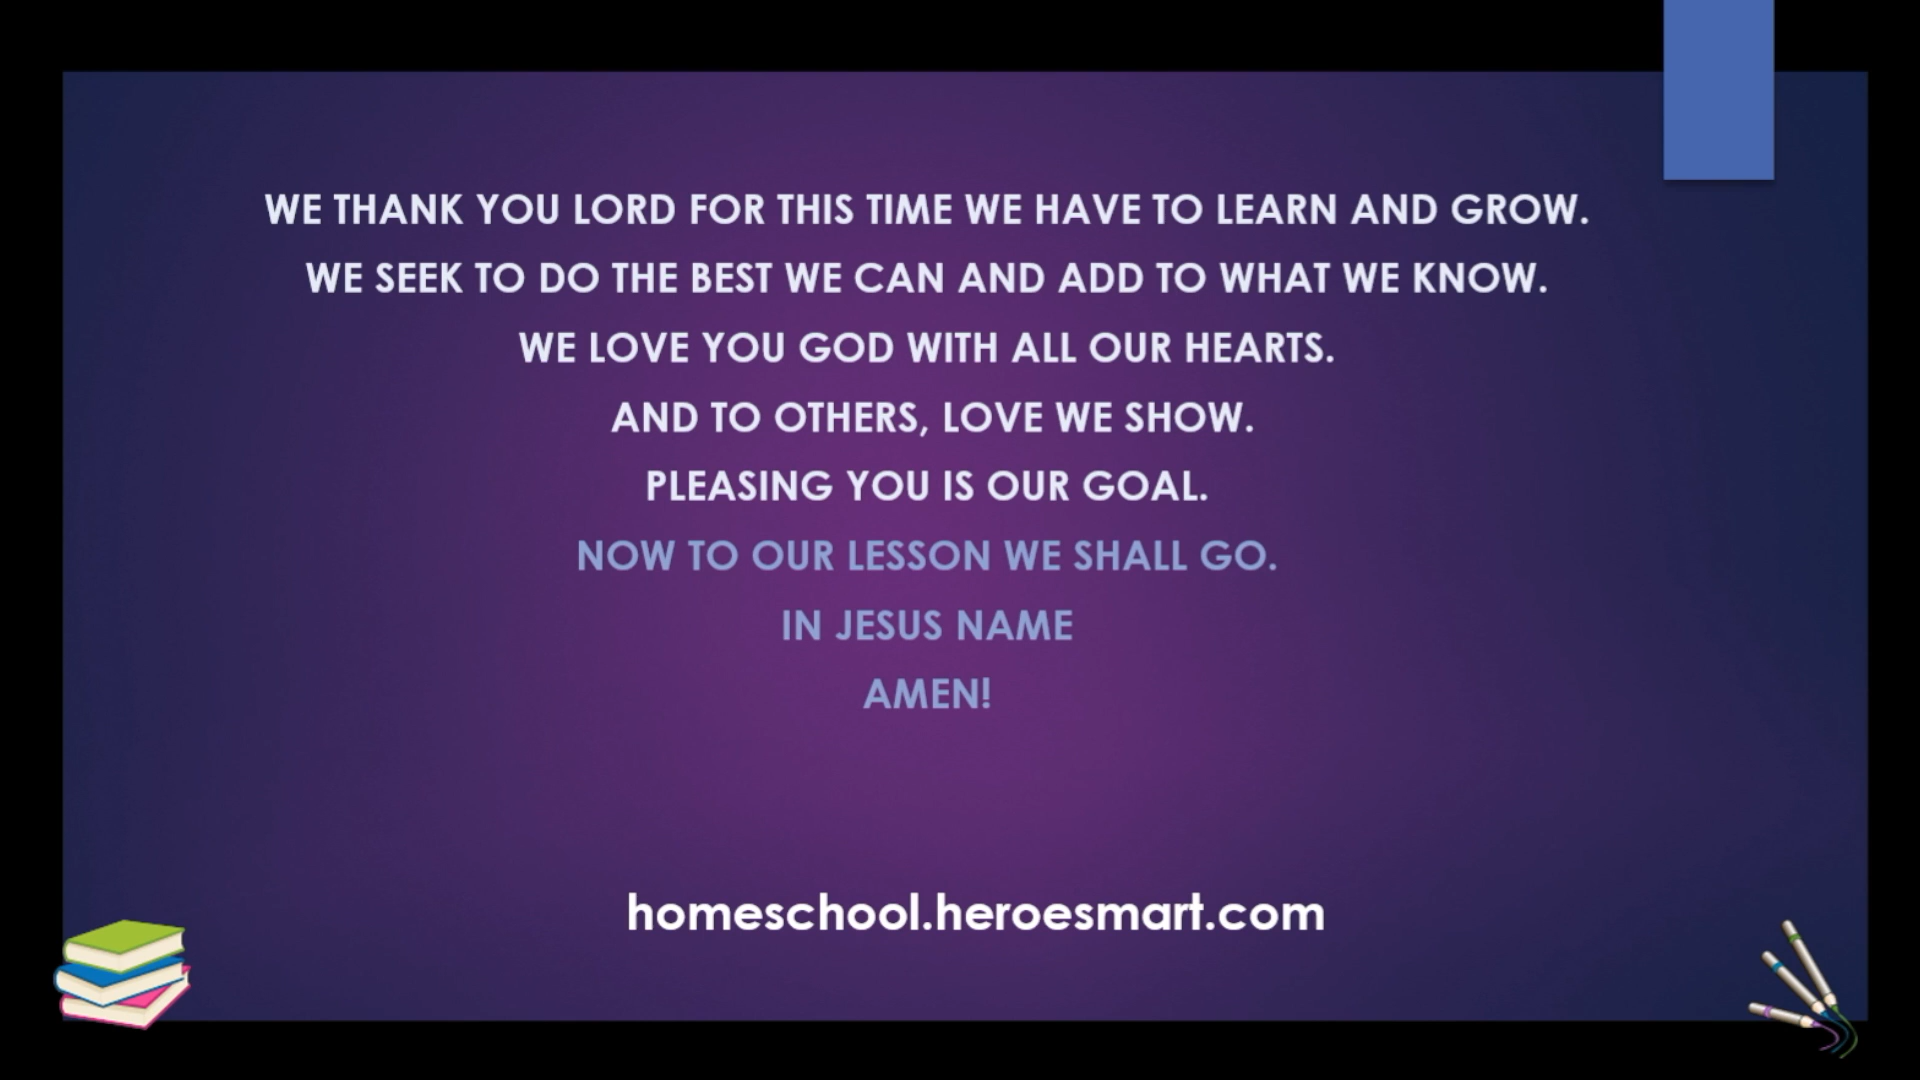 WE THANK YOU LORD FOR THIS TIME WE HAVE TO LEARN AND GROW.
WE SEEK TO DO THE BEST WE CAN AND ADD TO WHAT WE KNOW.
WE LOVE YOU GOD WITH ALL OUR HEARTS.
AND TO OTHERS, LOVE WE SHOW.
PLEASING YOU IS OUR GOAL.
NOW TO OUR LESSON WE SHALL GO.
IN JESUS NAME
AMEN!
homeschool.heroesmart.com